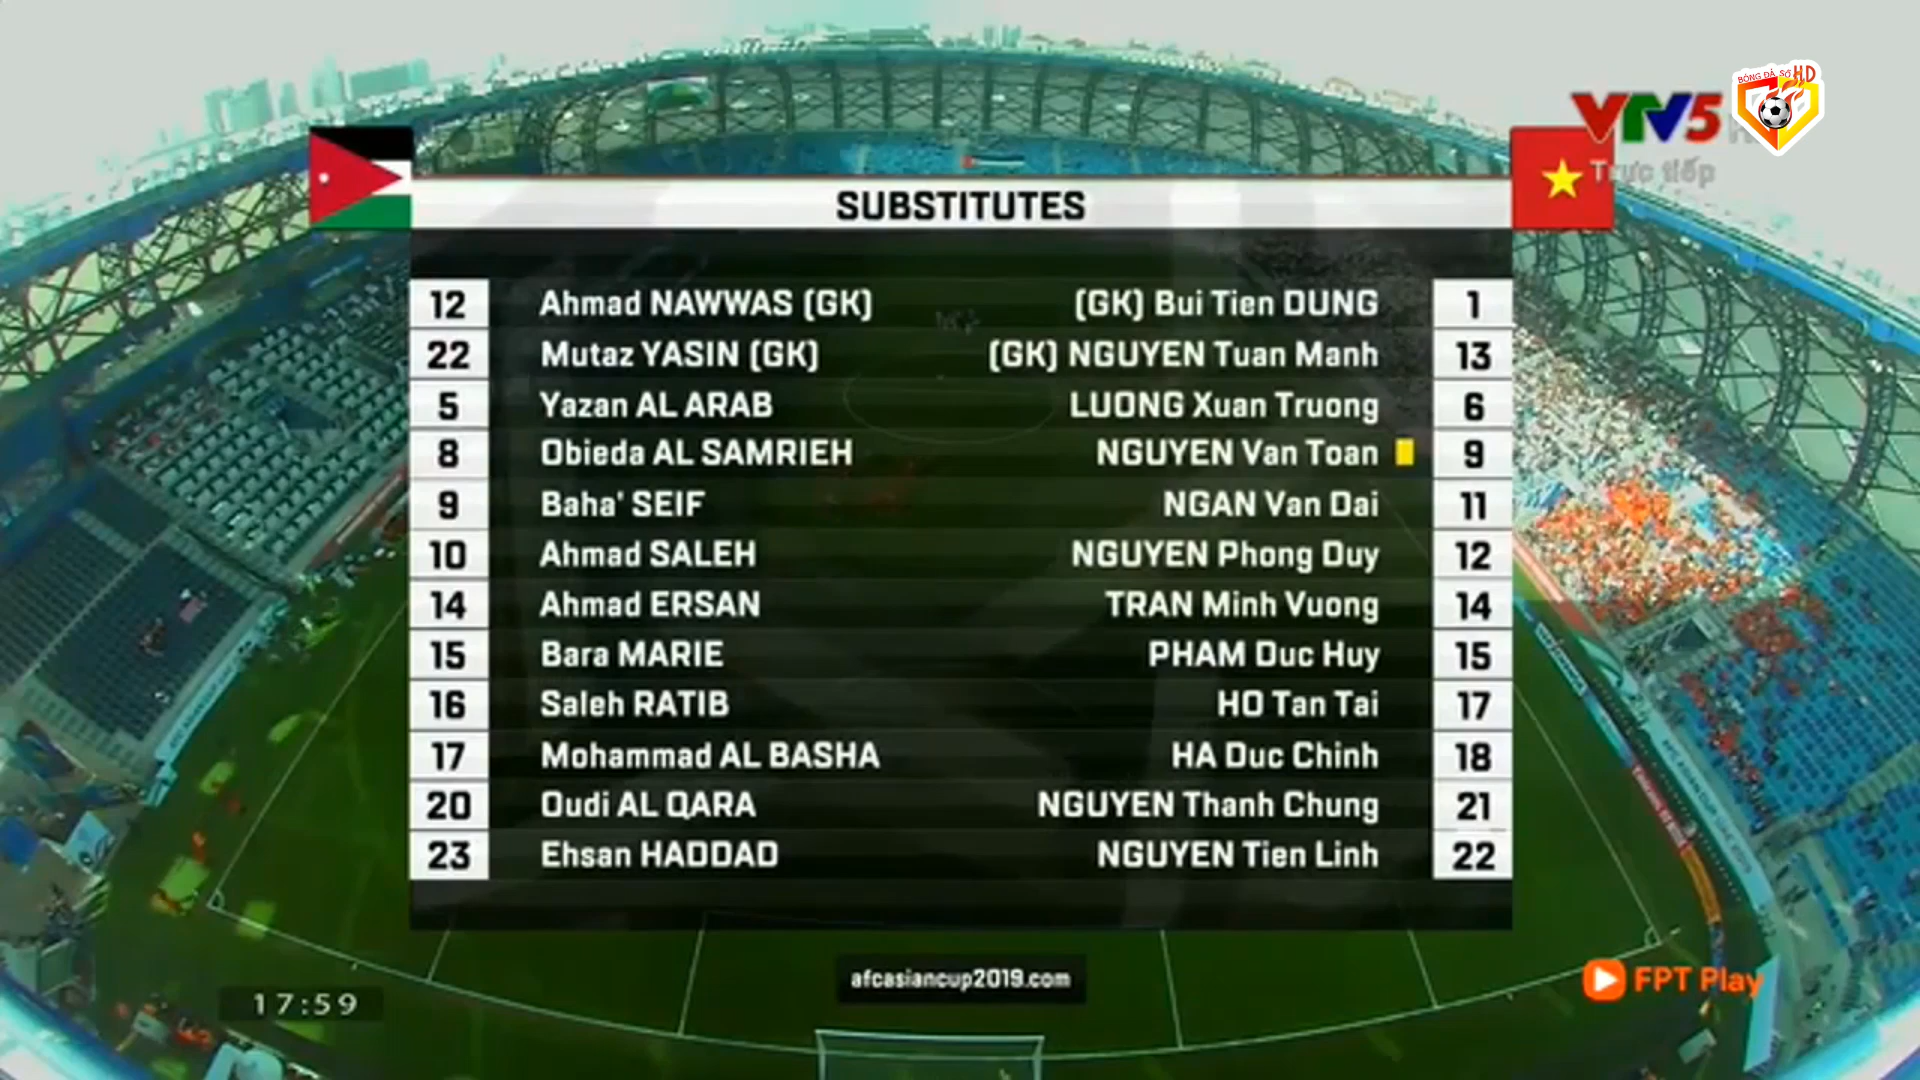 BÓNG ĐÁ SỐ HD
VTV5
Trực tiếp
SUBSTITUTES
12 Ahmad NAWWAS (GK) (GK) Bui Tien DUNG 1
22 Mutaz YASIN (GK) (GK) NGUYEN Tuan Manh 13
5 Yazan AL ARAB LUONG Xuan Truong 6
8 Obieda AL SAMRIEH NGUYEN Van Toan 9
9 Baha' SEIF NGAN Van Dai 11
10 Ahmad SALEH NGUYEN Phong Duy 12
14 Ahmad ERSAN TRAN Minh Vuong 14
15 Bara MARIE PHAM Duc Huy 15
16 Saleh RATIB HO Tan Tai 17
17 Mohammad AL BASHA HA Duc Chinh 18
20 Oudi AL QARA NGUYEN Thanh Chung 21
23 Ehsan HADDAD NGUYEN Tien Linh 22
afcasiancup2019.com
17:59
FPT Play